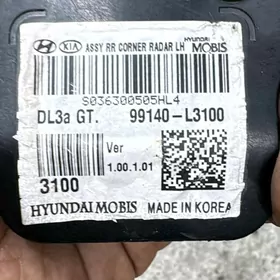 HYUNDAI KIA ASSY RR CORNER RADAR LH HYUNDAI MOBIS
S036300505HL4
DL3a GT. 99140-L3100
Ver
1.00.1.01
3100
HYUNDAI MOBIS MADE IN KOREA